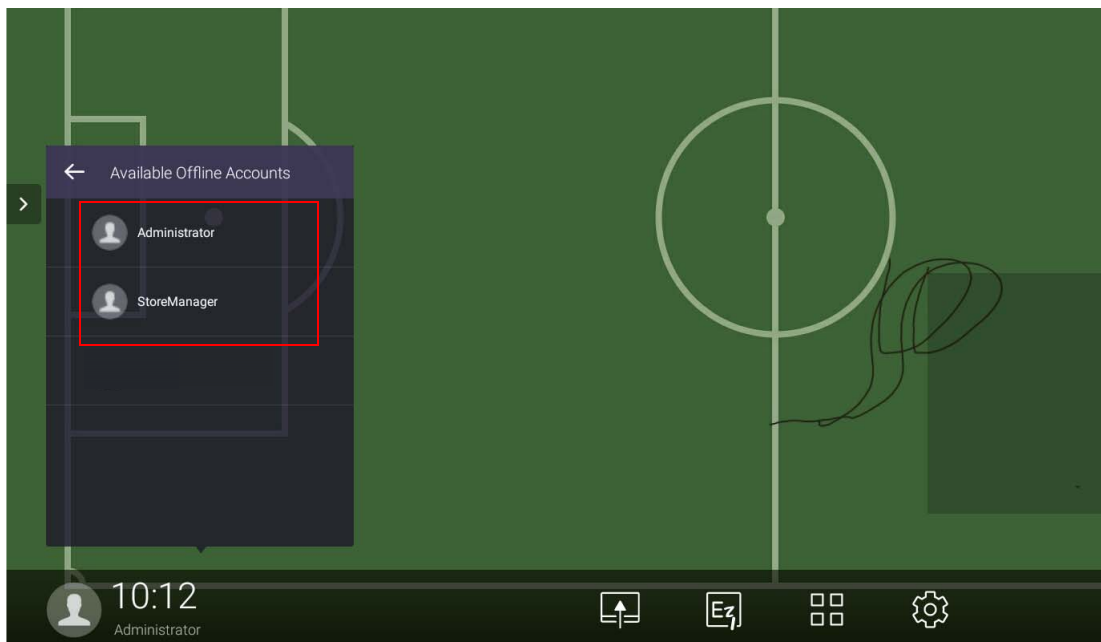 Available Offline Accounts
Administrator
StoreManager
10:12
Administrator